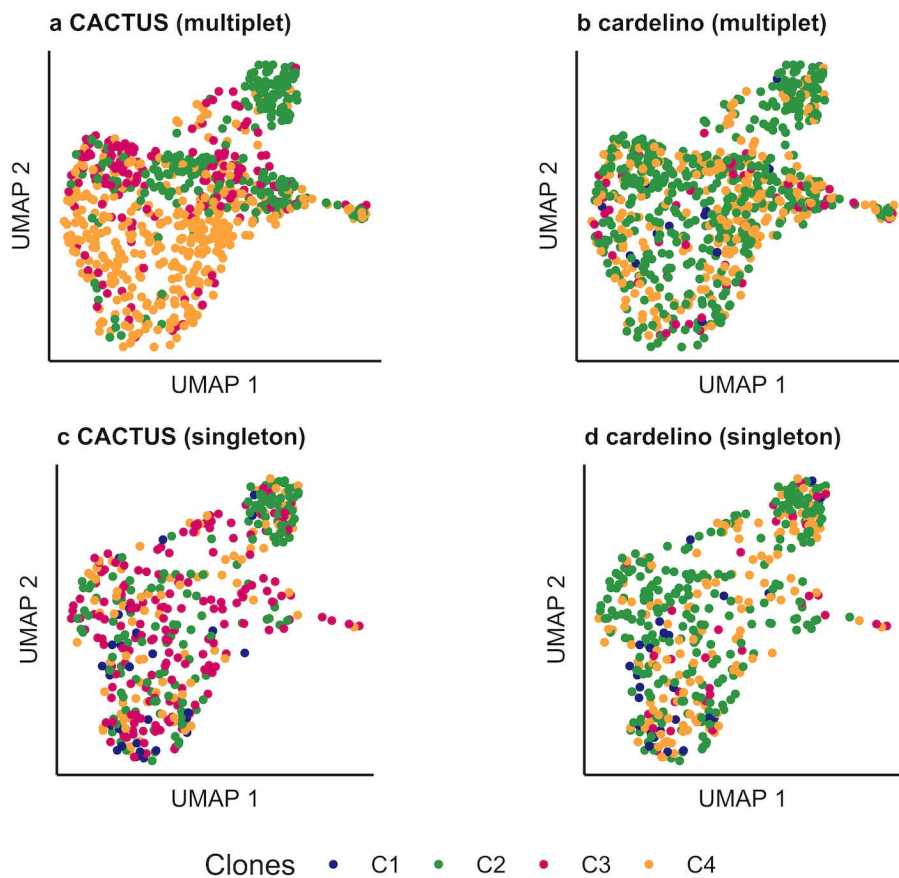 a CACTUS (multiplet)
b cardelino (multiplet)
UMAP 2
UMAP 2
UMAP 1
UMAP 1
c CACTUS (singleton)
d cardelino (singleton)
UMAP 2
UMAP 2
UMAP 1
UMAP 1
Clones C1 C2 C3 C4